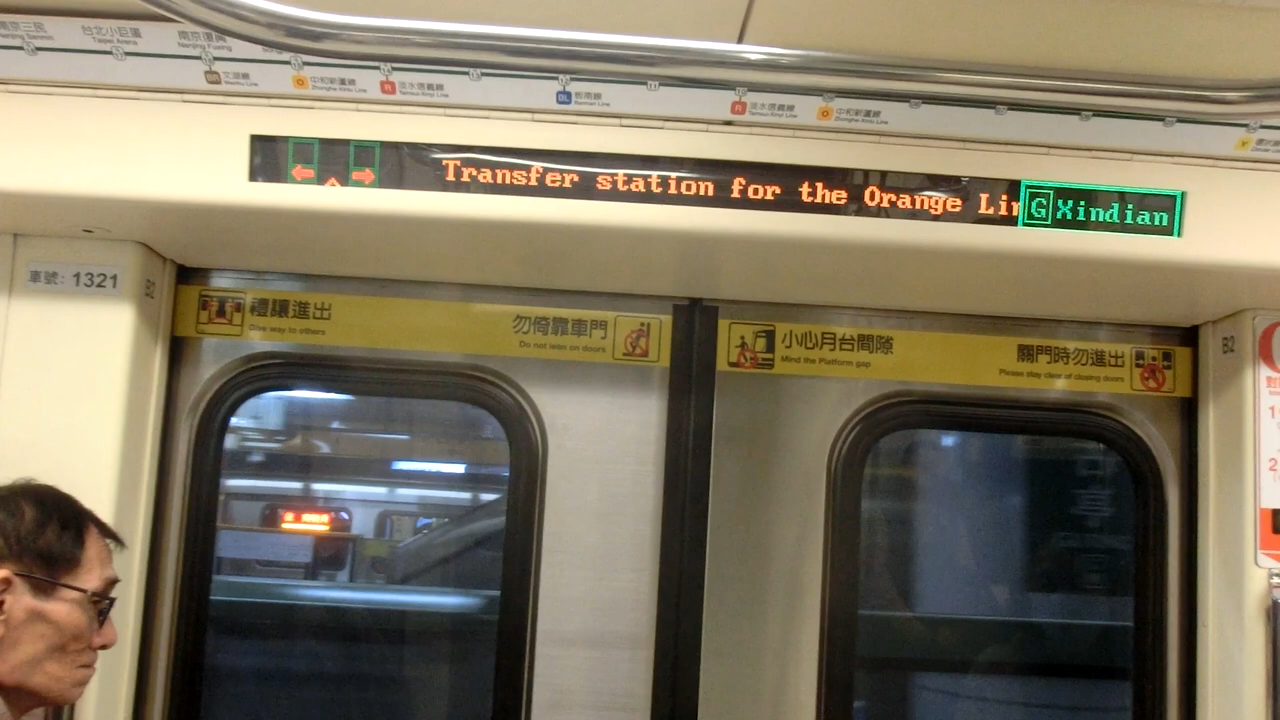 台北小巨蛋
Taipei Arena
南京復興
Nanjing Fuxing
BR 文湖線
Wenhu Line
O 中和新蘆線
Zhonghe-Xinlu Line
R 淡水信義線
Tamsui-Xinyi Line
BL 板南線
Bannan Line
R 淡水信義線
Tamsui-Xinyi Line
O 中和新蘆線
Zhonghe-Xinlu Line
Y
Transfer station for the Orange Lin
G Xindian
車號: 1321
B2
禮讓進出
Give way to others
勿倚靠車門
Do not lean on doors
小心月台間隙
Mind the Platform gap
關門時勿進出
Please stay clear of closing doors
B2